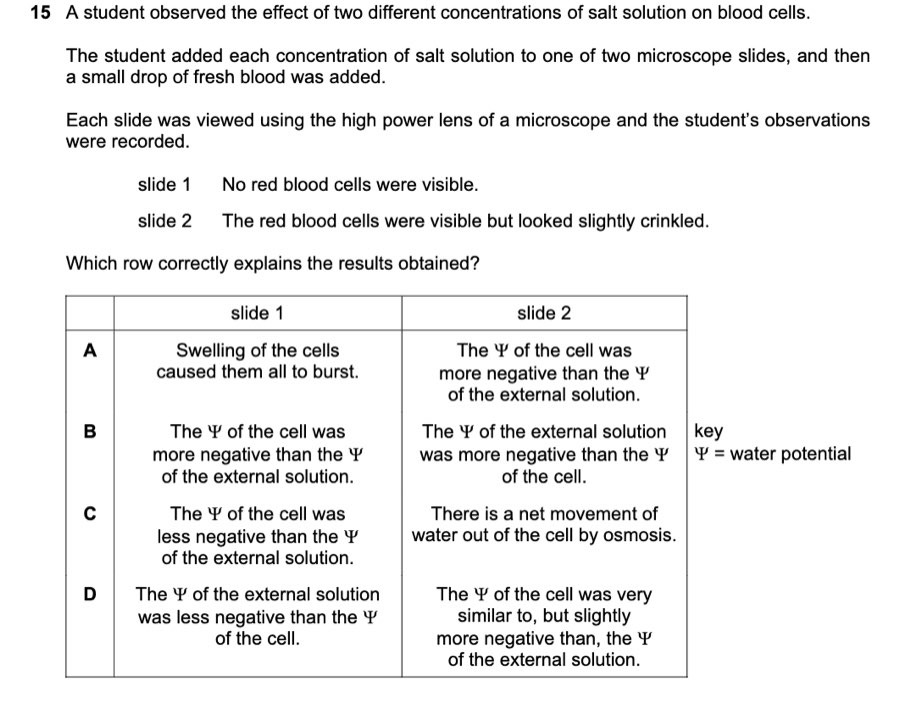 15 A student observed the effect of two different concentrations of salt solution on blood cells.
The student added each concentration of salt solution to one of two microscope slides, and then
a small drop of fresh blood was added.
Each slide was viewed using the high power lens of a microscope and the student's observations
were recorded.
slide 1 No red blood cells were visible.
slide 2 The red blood cells were visible but looked slightly crinkled.
Which row correctly explains the results obtained?
slide 1 slide 2
A
Swelling of the cells
caused them all to burst.
The Ψ of the cell was
more negative than the Ψ
of the external solution.
B
The Ψ of the cell was
more negative than the Ψ
of the external solution.
The Ψ of the external solution
was more negative than the Ψ
of the cell.
C
The Ψ of the cell was
less negative than the Ψ
of the external solution.
There is a net movement of
water out of the cell by osmosis.
D
The Ψ of the external solution
was less negative than the Ψ
of the cell.
The Ψ of the cell was very
similar to, but slightly
more negative than, the Ψ
of the external solution.
key
Ψ = water potential